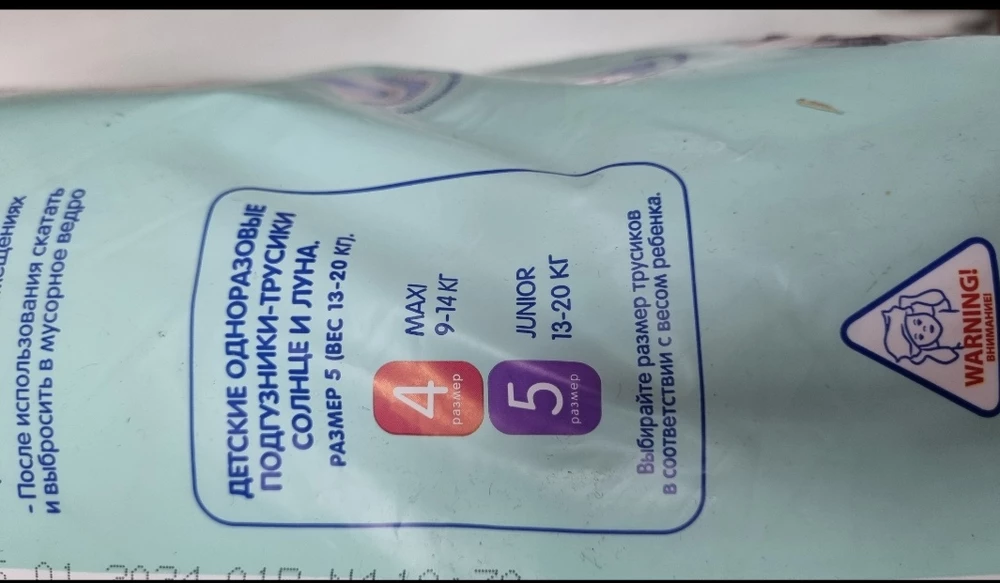 - После использования скатать
и выбросить в мусорное ведро
ДЕТСКИЕ ОДНОРАЗОВЫЕ
ПОДГУЗНИКИ-ТРУСИКИ
СОЛНЦЕ И ЛУНА,
РАЗМЕР 5 (ВЕС 13-20 КГ).
4
размер
MAXI
9-14 КГ
5
размер
JUNIOR
13-20 КГ
Выбирайте размер трусиков
в соответствии с весом ребенка.
WARNING!
ВНИМАНИЕ!